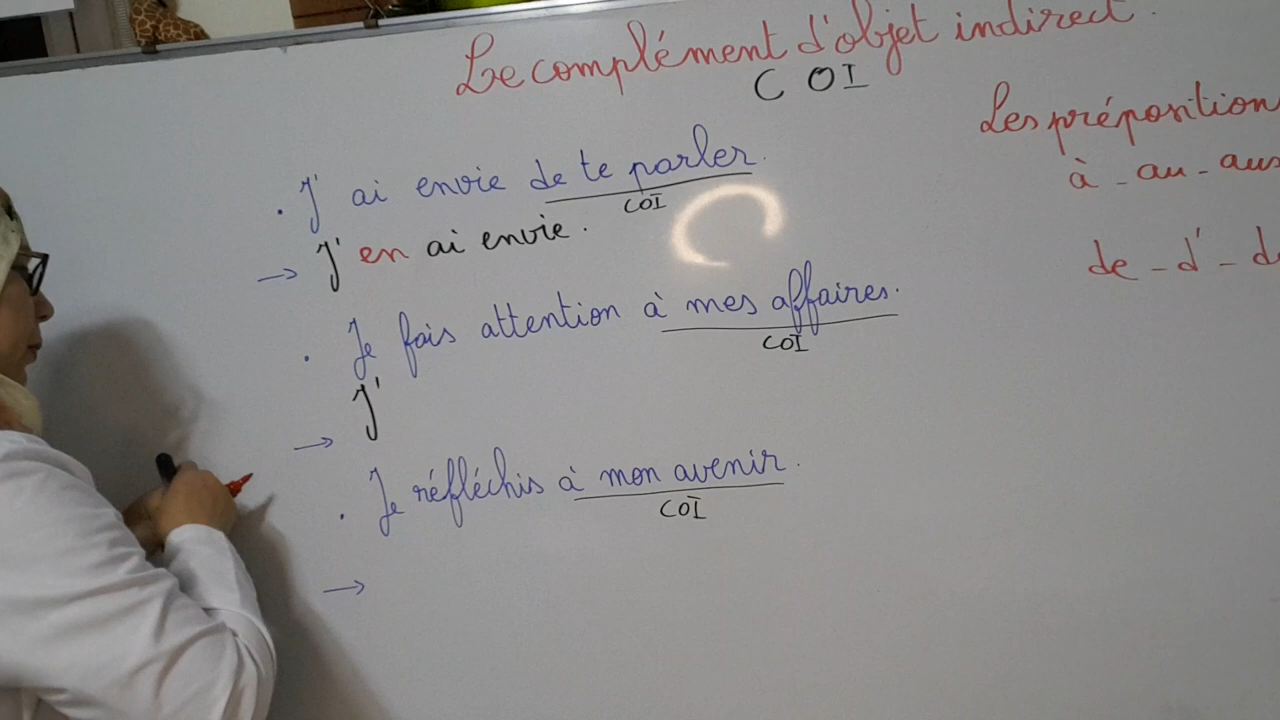 Le complément d'objet indirect.
COI
Les préposition
à - au - aux
de - d' - de
. J'ai envie de te parler.
COI
→ J'en ai envie.
. Je fais attention à mes affaires.
COI
→ J'
. Je réfléchis à mon avenir.
COI
→